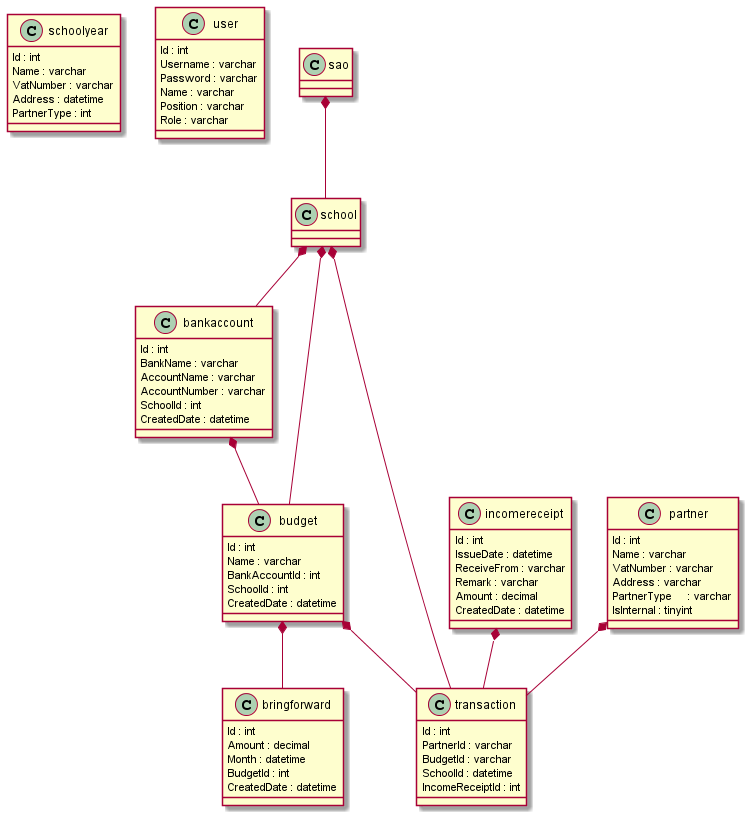 C schoolyear
Id : int
Name : varchar
VatNumber : varchar
Address : datetime
PartnerType : int
C user
Id : int
Username : varchar
Password : varchar
Name : varchar
Position : varchar
Role : varchar
C sao
C school
C bankaccount
Id : int
BankName : varchar
AccountName : varchar
AccountNumber : varchar
SchoolId : int
CreatedDate : datetime
C budget
Id : int
Name : varchar
BankAccountId : int
SchoolId : int
CreatedDate : datetime
C incomereceipt
Id : int
IssueDate : datetime
ReceiveFrom : varchar
Remark : varchar
Amount : decimal
CreatedDate : datetime
C partner
Id : int
Name : varchar
VatNumber : varchar
Address : varchar
PartnerType : varchar
IsInternal : tinyint
C bringforward
Id : int
Amount : decimal
Month : datetime
BudgetId : int
CreatedDate : datetime
C transaction
Id : int
PartnerId : varchar
BudgetId : varchar
SchoolId : datetime
IncomeReceiptId : int